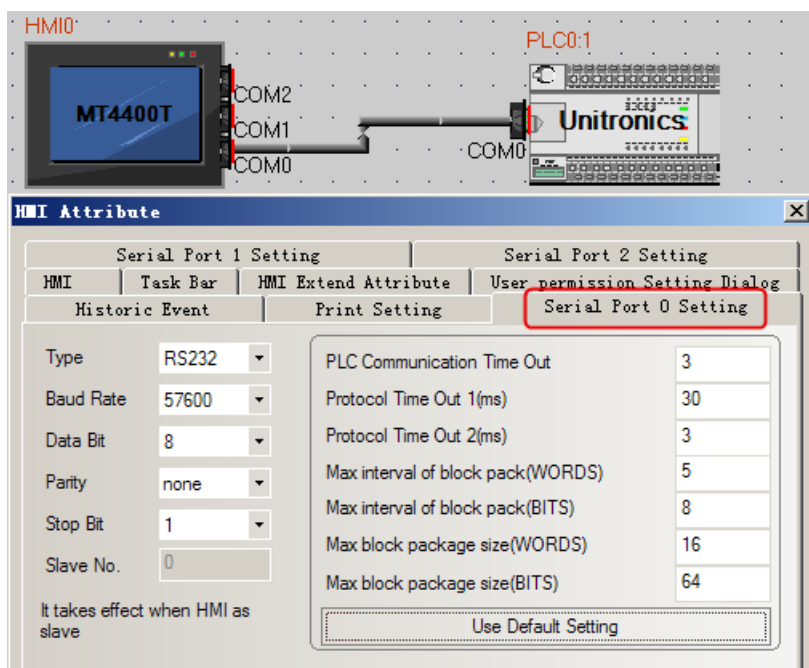 HMI0
PLC0:1
COM2
MT4400T
COM1
Unitronics
COM0
COM0
HMI Attribute
Serial Port 1 Setting
Serial Port 2 Setting
HMI
Task Bar
HMI Extend Attribute
User permission Setting Dialog
Historic Event
Print Setting
Serial Port 0 Setting
Type
RS232
PLC Communication Time Out
3
Baud Rate
57600
Protocol Time Out 1(ms)
30
Data Bit
8
Protocol Time Out 2(ms)
3
Parity
none
Max interval of block pack(WORDS)
5
Max interval of block pack(BITS)
8
Stop Bit
1
Max block package size(WORDS)
16
Slave No.
0
Max block package size(BITS)
64
It takes effect when HMI as
slave
Use Default Setting